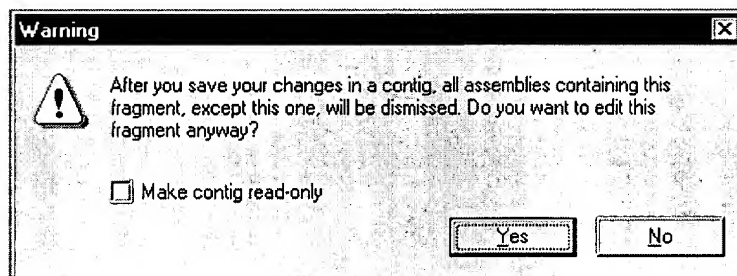 Warning
After you save your changes in a contig, all assemblies containing this
fragment, except this one, will be dismissed. Do you want to edit this
fragment anyway?
Make contig read-only
Yes
No